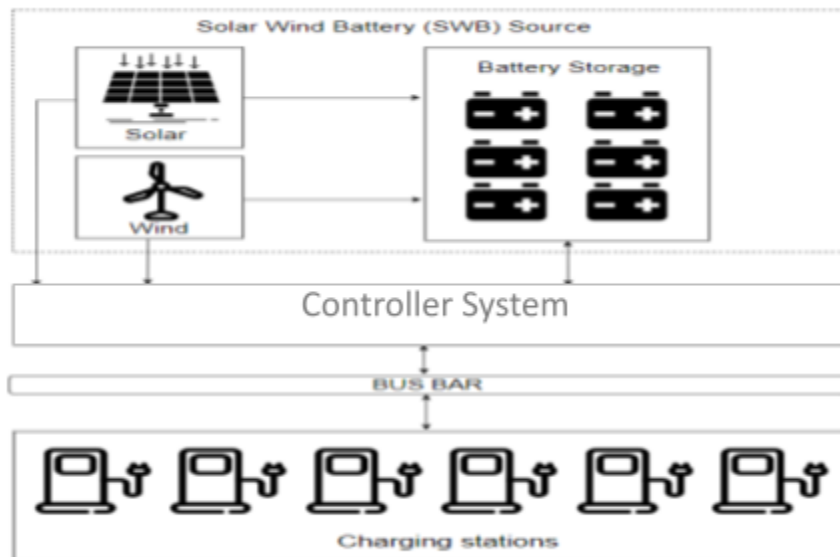 Solar Wind Battery (SWB) Source
Battery Storage
Solar
Wind
Controller System
BUS BAR
Charging stations